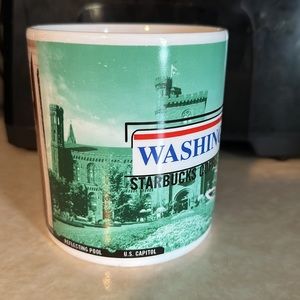 WASHIN
STARBUCKS
REFLECTING POOL
U.S. CAPITOL